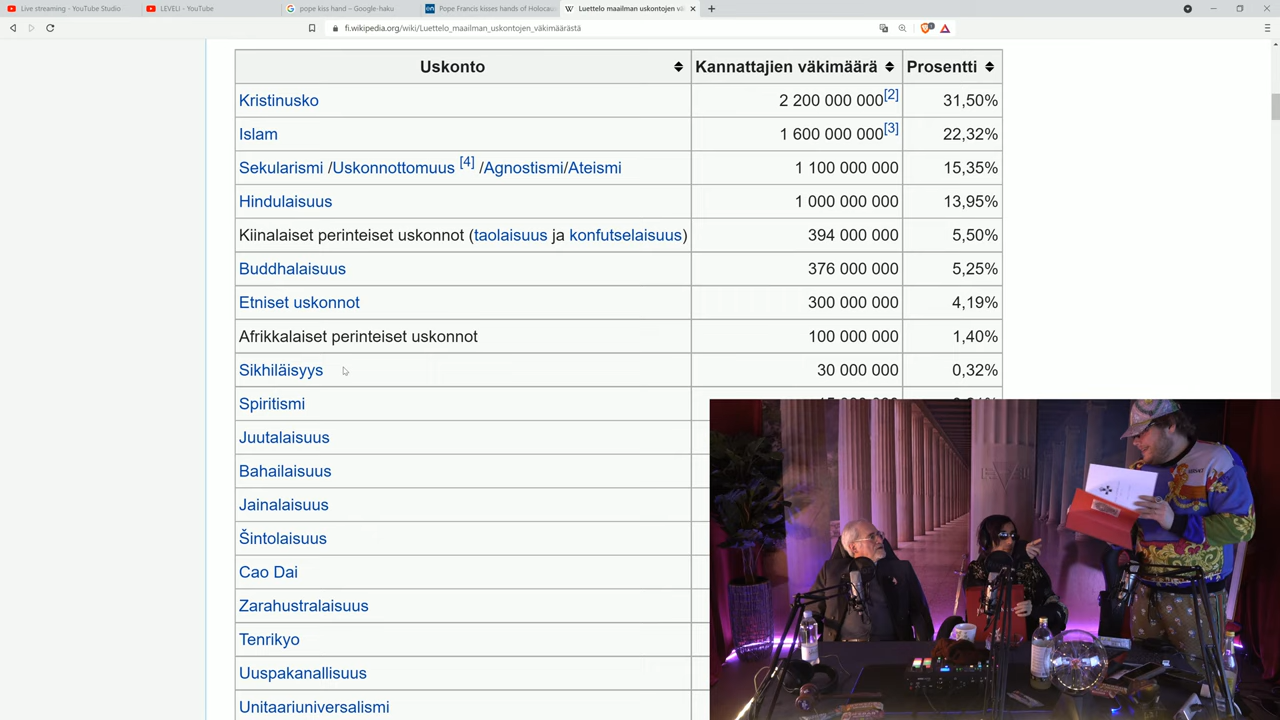 Live streaming - YouTube Studio
LEVELI - YouTube
pope kiss hand – Google-haku
Pope Francis kisses hands of Holocau
Luettelo maailman uskontojen vä
fi.wikipedia.org/wiki/Luettelo_maailman_uskontojen_väkimäärästä
Uskonto Kannattajien väkimäärä Prosentti
Kristinusko 2 200 000 000[2] 31,50%
Islam 1 600 000 000[3] 22,32%
Sekularismi /Uskonnottomuus [4] /Agnostismi/Ateismi 1 100 000 000 15,35%
Hindulaisuus 1 000 000 000 13,95%
Kiinalaiset perinteiset uskonnot (taolaisuus ja konfutselaisuus) 394 000 000 5,50%
Buddhalaisuus 376 000 000 5,25%
Etniset uskonnot 300 000 000 4,19%
Afrikkalaiset perinteiset uskonnot 100 000 000 1,40%
Sikhiläisyys 30 000 000 0,32%
Spiritismi
Juutalaisuus
Bahailaisuus
Jainalaisuus
Šintolaisuus
Cao Dai
Zarahustralaisuus
Tenrikyo
Uuspakanallisuus
Unitaariuniversalismi